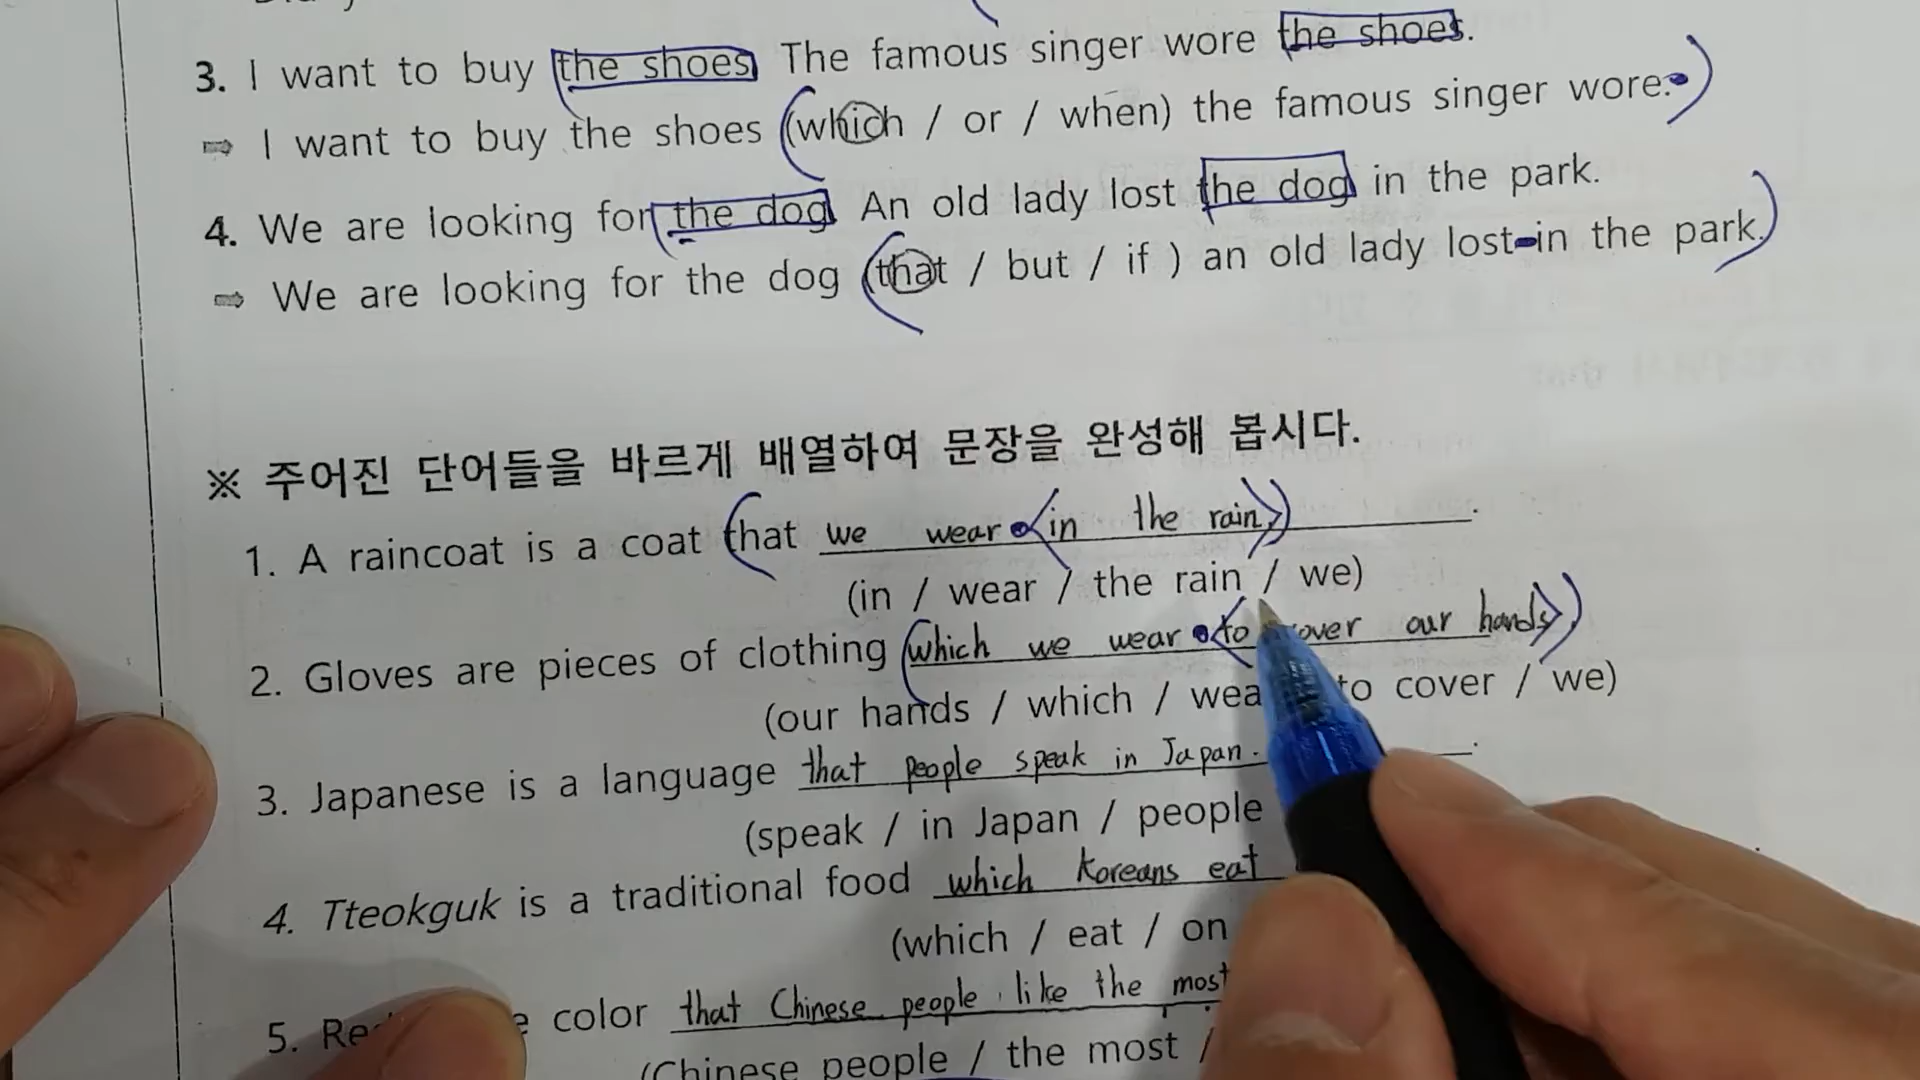 3. I want to buy the shoes. The famous singer wore the shoes.
⇨ I want to buy the shoes (which / or / when) the famous singer wore.
4. We are looking for the dog. An old lady lost the dog in the park.
⇨ We are looking for the dog (that / but / if ) an old lady lost in the park.
※ 주어진 단어들을 바르게 배열하여 문장을 완성해 봅시다.
1. A raincoat is a coat that we wear in the rain.
(in / wear / the rain / we)
2. Gloves are pieces of clothing which we wear to cover our hands
(our hands / which / wea to cover / we)
3. Japanese is a language that people speak in Japan.
(speak / in Japan / people
4. Tteokguk is a traditional food which Koreans eat
(which / eat / on
5. Re color that Chinese people like the most
(Chinese people / the most /